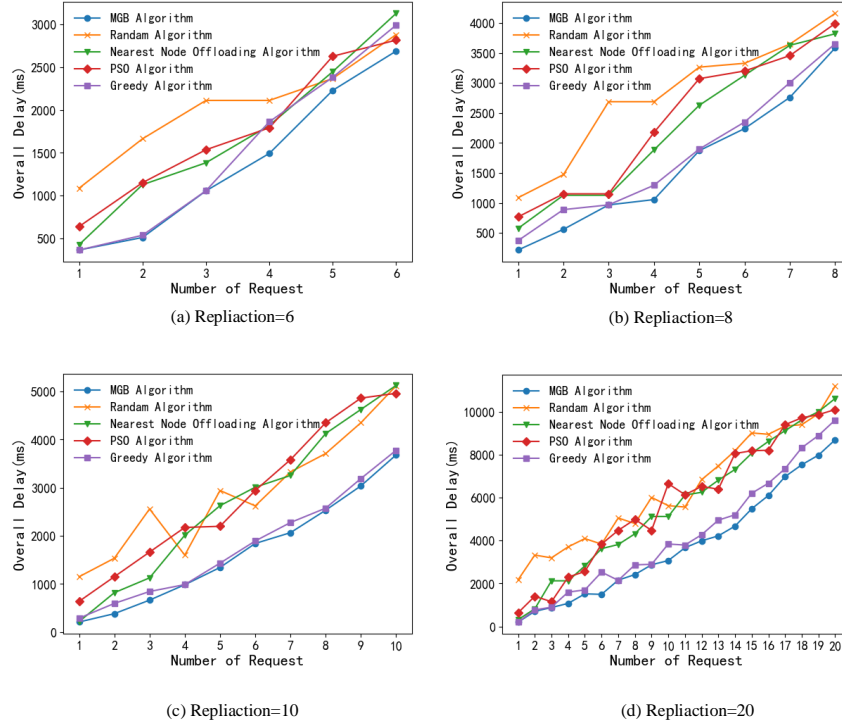 MGB Algorithm
Randam Algorithm
Nearest Node Offloading Algorithm
PSO Algorithm
Greedy Algorithm
3000
2500
2000
1500
1000
500
Overall Delay(ms)
1 2 3 4 5 6
Number of Request
(a) Repliaction=6
MGB Algorithm
Randam Algorithm
Nearest Node Offloading Algorithm
PSO Algorithm
Greedy Algorithm
4000
3500
3000
2500
2000
1500
1000
500
Overall Delay(ms)
1 2 3 4 5 6 7 8
Number of Request
(b) Repliaction=8
MGB Algorithm
Randam Algorithm
Nearest Node Offloading Algorithm
PSO Algorithm
Greedy Algorithm
5000
4000
3000
2000
1000
0
Overall Delay(ms)
1 2 3 4 5 6 7 8 9 10
Number of Request
(c) Repliaction=10
MGB Algorithm
Randam Algorithm
Nearest Node Offloading Algorithm
PSO Algorithm
Greedy Algorithm
10000
8000
6000
4000
2000
0
Overall Delay(ms)
1 2 3 4 5 6 7 8 9 10 11 12 13 14 15 16 17 18 19 20
Number of Request
(d) Repliaction=20